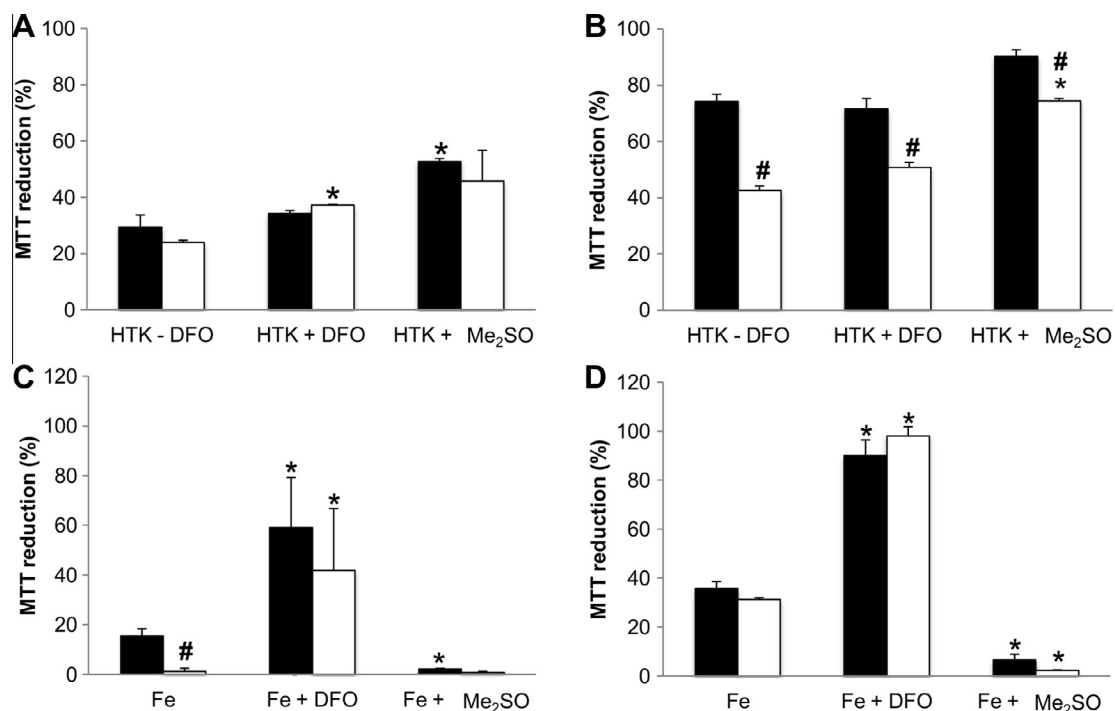 A
MTT reduction (%)
100
80
60
40
20
0
*
*
HTK - DFO
HTK + DFO
HTK + Me₂SO
B
MTT reduction (%)
100
80
60
40
20
0
#
#
#
*
HTK - DFO
HTK + DFO
HTK + Me₂SO
C
MTT reduction (%)
120
100
80
60
40
20
0
#
*
*
*
Fe
Fe + DFO
Fe + Me₂SO
D
MTT reduction (%)
120
100
80
60
40
20
0
*
*
*
*
Fe
Fe + DFO
Fe + Me₂SO